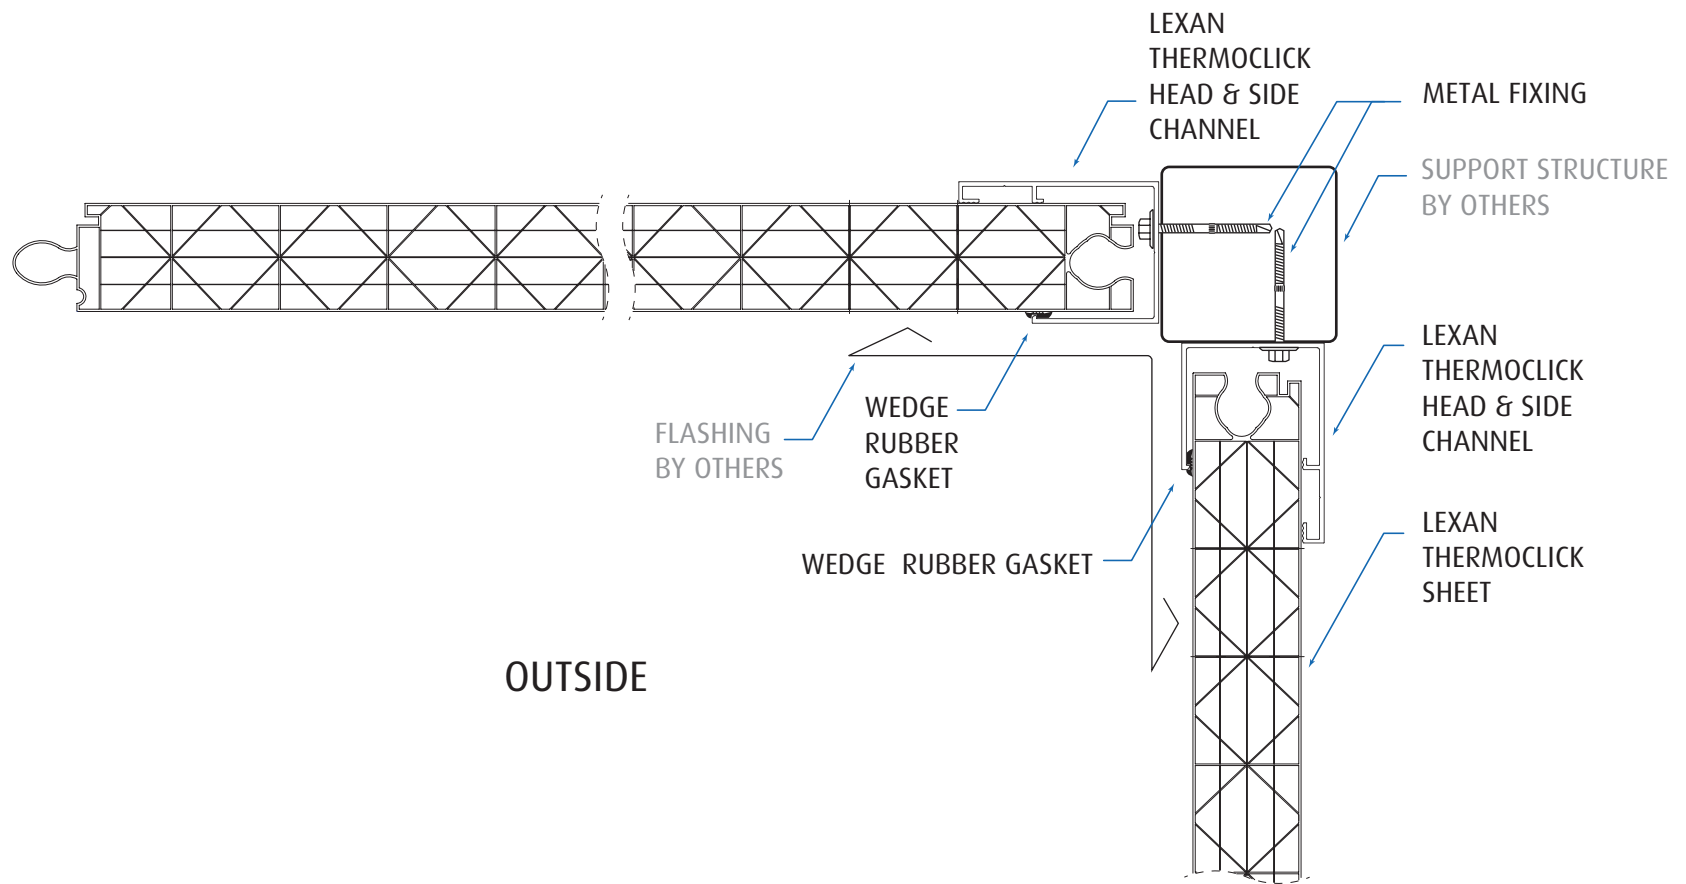 LEXAN
THERMOCLICK
HEAD & SIDE
CHANNEL
METAL FIXING
SUPPORT STRUCTURE
BY OTHERS
LEXAN
THERMOCLICK
HEAD & SIDE
CHANNEL
WEDGE
RUBBER
GASKET
FLASHING
BY OTHERS
WEDGE  RUBBER GASKET
LEXAN
THERMOCLICK
SHEET
OUTSIDE